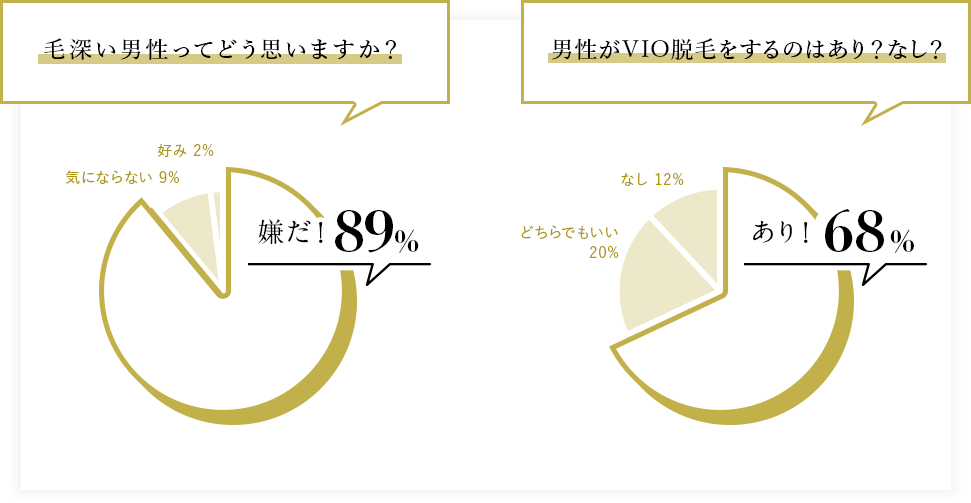 毛深い男性ってどう思いますか？
好み 2%
気にならない 9%
嫌だ！89%
男性がVIO脱毛をするのはあり？なし？
なし 12%
どちらでもいい
20%
あり！68%